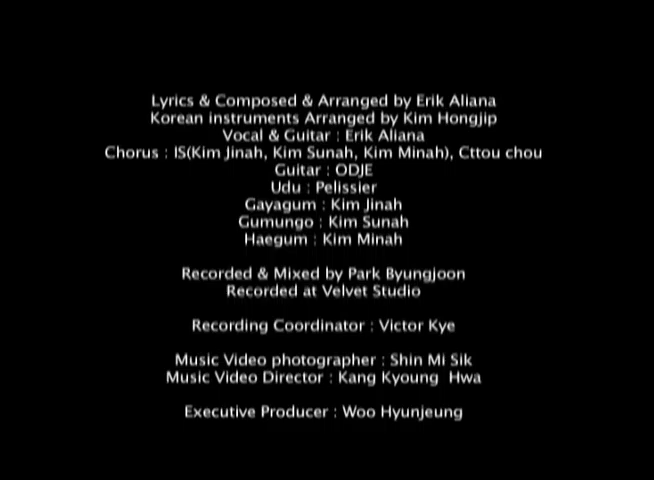 Lyrics & Composed & Arranged by Erik Aliana
Korean instruments Arranged by Kim Hongjip
Vocal & Guitar : Erik Aliana
Chorus : IS(Kim Jinah, Kim Sunah, Kim Minah), Cttou chou
Guitar : ODJE
Udu : Pelissier
Gayagum : Kim Jinah
Gumungo : Kim Sunah
Haegum : Kim Minah
Recorded & Mixed by Park Byungjoon
Recorded at Velvet Studio
Recording Coordinator : Victor Kye
Music Video photographer : Shin Mi Sik
Music Video Director : Kang Kyoung  Hwa
Executive Producer : Woo Hyunjeung